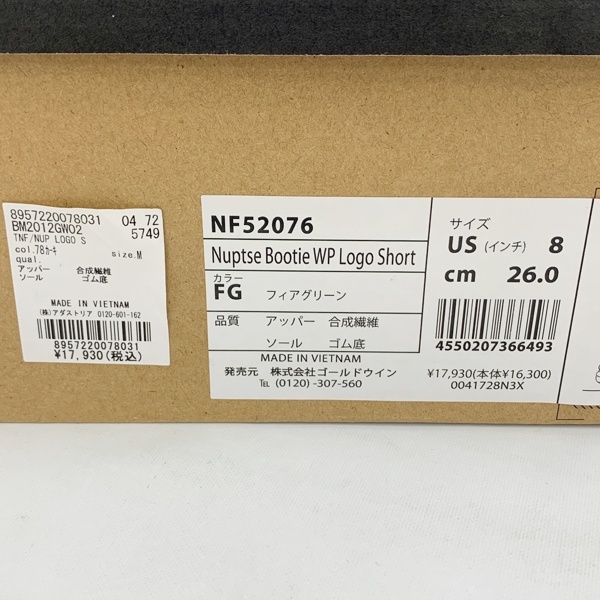 8957220078031 04 72
BM2012GW02 5749
TNF/NUP LOGO S
col.78カーキ size.M
qual.
アッパー 合成繊維
ソール ゴム底
MADE IN VIETNAM
(株)アダストリア 0120-601-162
8957220078031
¥17,930(税込)
NF52076
Nuptse Bootie WP Logo Short
カラー
FG フィアグリーン
品質 アッパー 合成繊維
ソール ゴム底
MADE IN VIETNAM
発売元 株式会社ゴールドウイン
TEL (0120) -307-560
サイズ
US (インチ) 8
cm 26.0
4550207366493
¥17,930(本体¥16,300)
0041728N3X